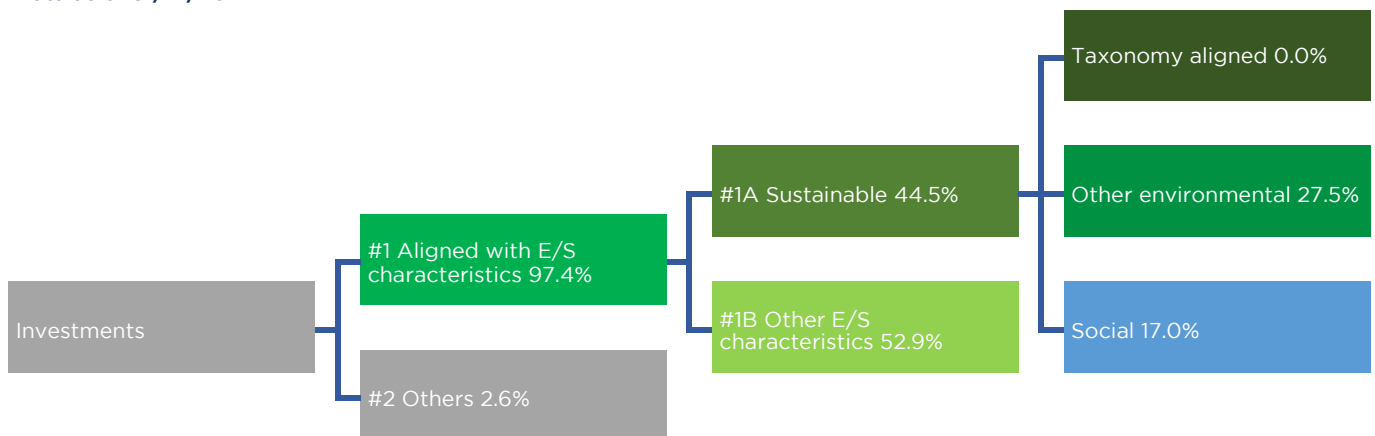 Taxonomy aligned 0.0%
#1A Sustainable 44.5%
Other environmental 27.5%
#1 Aligned with E/S
characteristics 97.4%
Investments
#1B Other E/S
characteristics 52.9%
Social 17.0%
#2 Others 2.6%